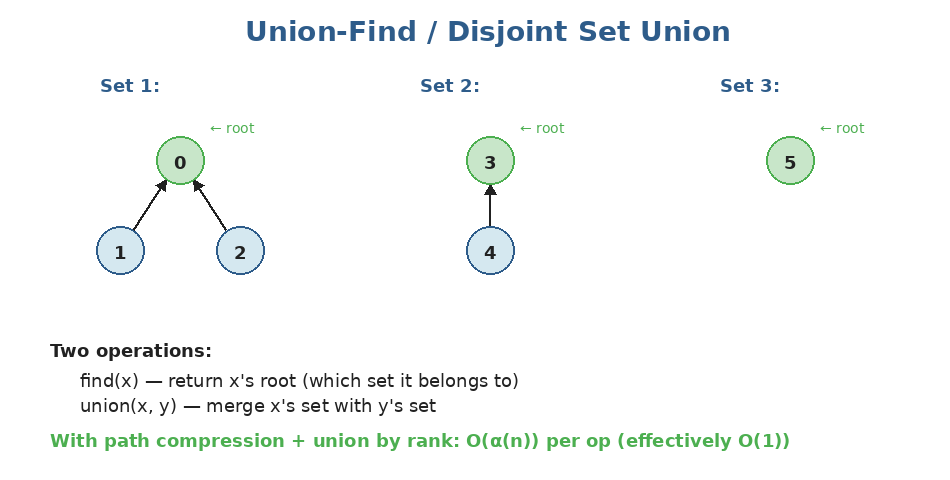 Union-Find / Disjoint Set Union
Set 1:
Set 2:
Set 3:
← root
← root
← root
0
3
5
1
2
4
Two operations:
find(x) — return x's root (which set it belongs to)
union(x, y) — merge x's set with y's set
With path compression + union by rank: O(α(n)) per op (effectively O(1))